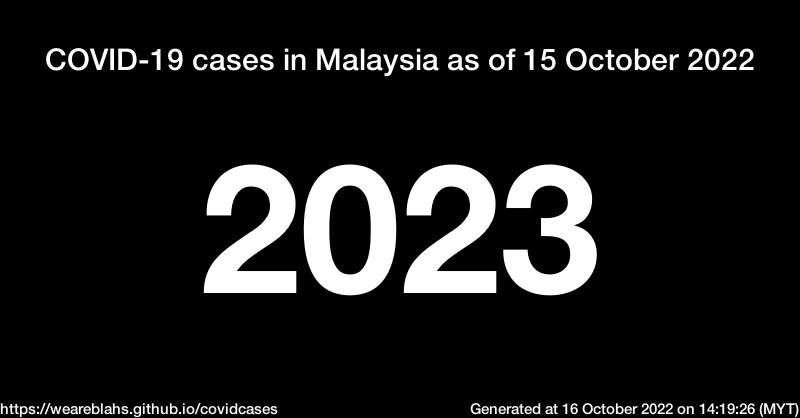 COVID-19 cases in Malaysia as of 15 October 2022
2023
https://weareblahs.github.io/covidcases
Generated at 16 October 2022 on 14:19:26 (MYT)